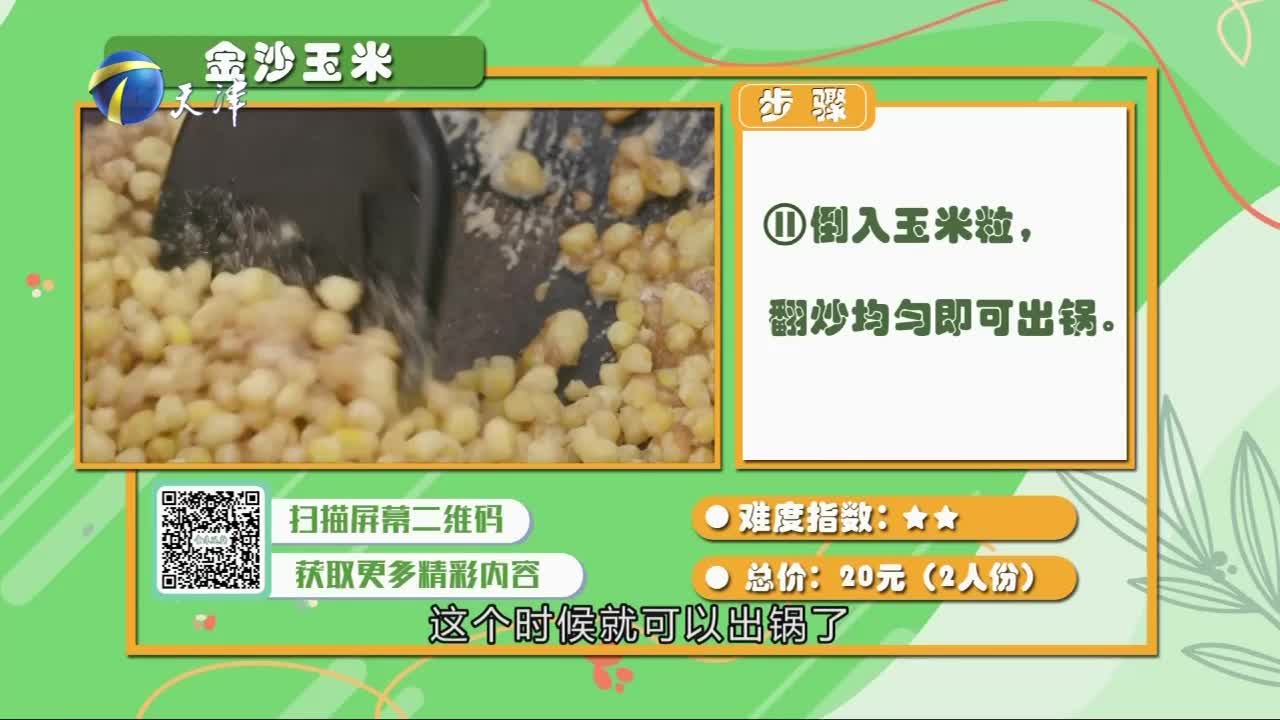 金沙玉米
天津
步骤
⑪倒入玉米粒，
翻炒均匀即可出锅。
扫描屏幕二维码
获取更多精彩内容
难度指数：★★
总价：20元（2人份）
这个时候就可以出锅了